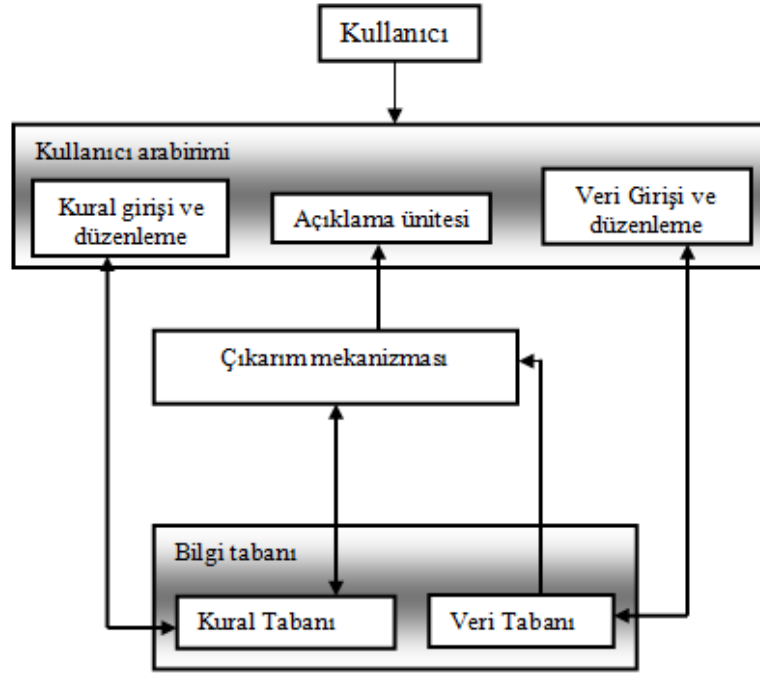 Kullanıcı
Kullanıcı arabirimi
Kural girişi ve
düzenleme
Açıklama ünitesi
Veri Girişi ve
düzenleme
Çıkarım mekanizması
Bilgi tabanı
Kural Tabanı
Veri Tabanı